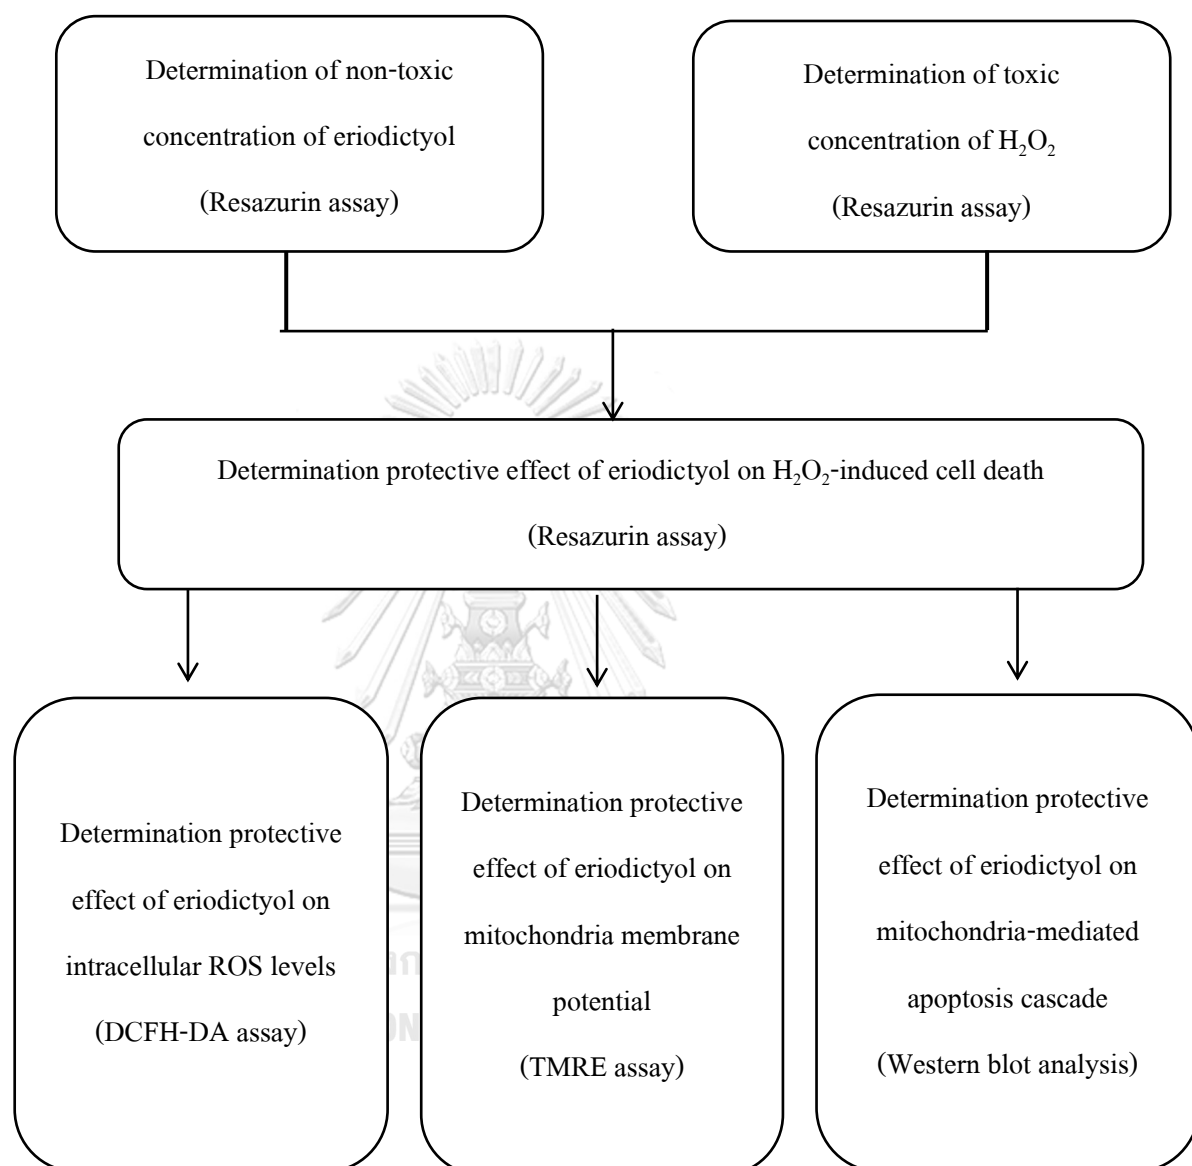 Determination of non-toxic
concentration of eriodictyol
(Resazurin assay)
Determination of toxic
concentration of H₂O₂
(Resazurin assay)
Determination protective effect of eriodictyol on H₂O₂-induced cell death
(Resazurin assay)
Determination protective
effect of eriodictyol on
intracellular ROS levels
(DCFH-DA assay)
Determination protective
effect of eriodictyol on
mitochondria membrane
potential
(TMRE assay)
Determination protective
effect of eriodictyol on
mitochondria-mediated
apoptosis cascade
(Western blot analysis)